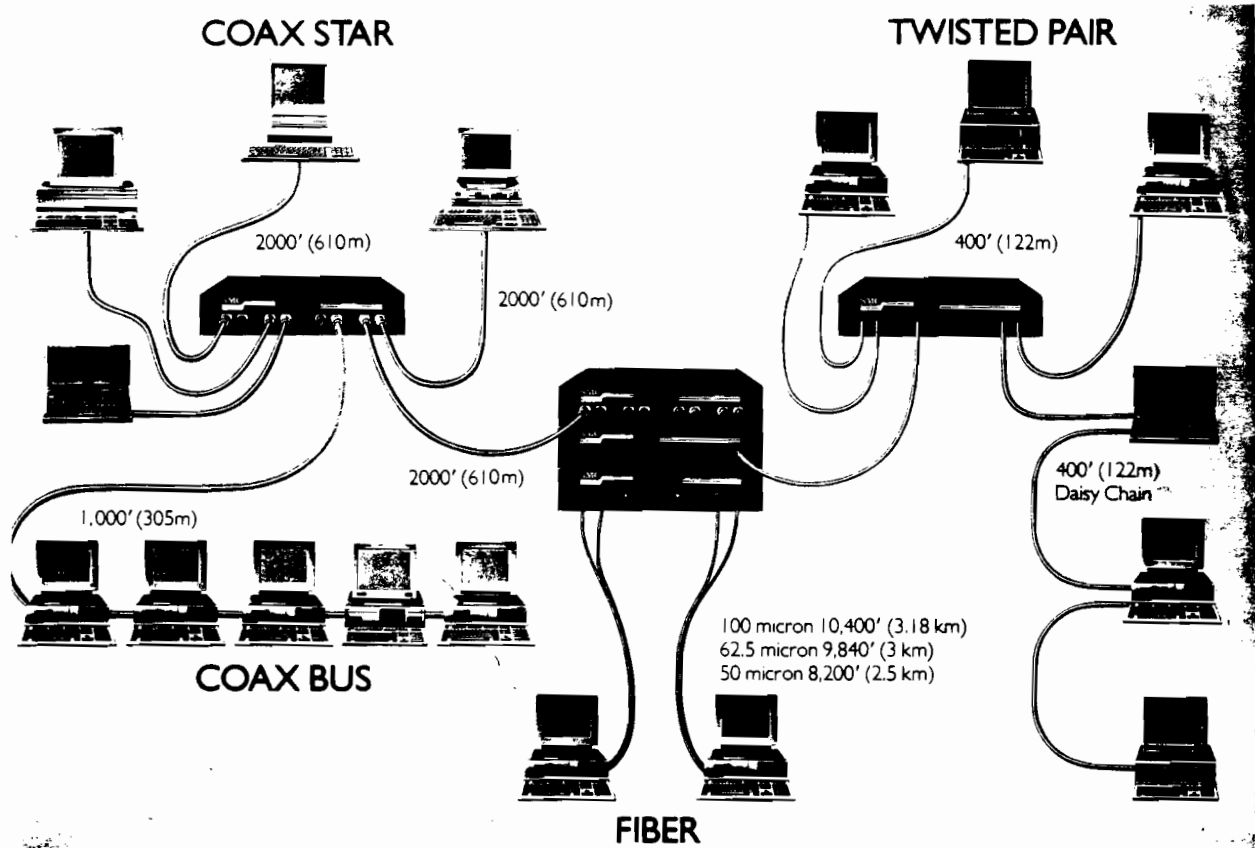 COAX STAR
TWISTED PAIR
2000' (610m)
400' (122m)
2000' (610m)
2000' (610m)
400' (122m)
Daisy Chain
1,000' (305m)
100 micron 10,400' (3.18 km)
62.5 micron 9,840' (3 km)
50 micron 8,200' (2.5 km)
COAX BUS
FIBER